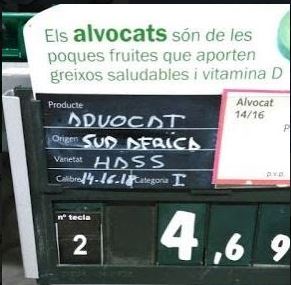 Els alvocats són de les
poques fruites que aporten
greixos saludables i vitamina D
Producte
ADVOCAT
Origen SUD AFRICA
Varietat HASS
Calibre 14-16.18 Categoria I
Alvocat
14/16
P
D.Y.D.
nº tecla
2
4,69